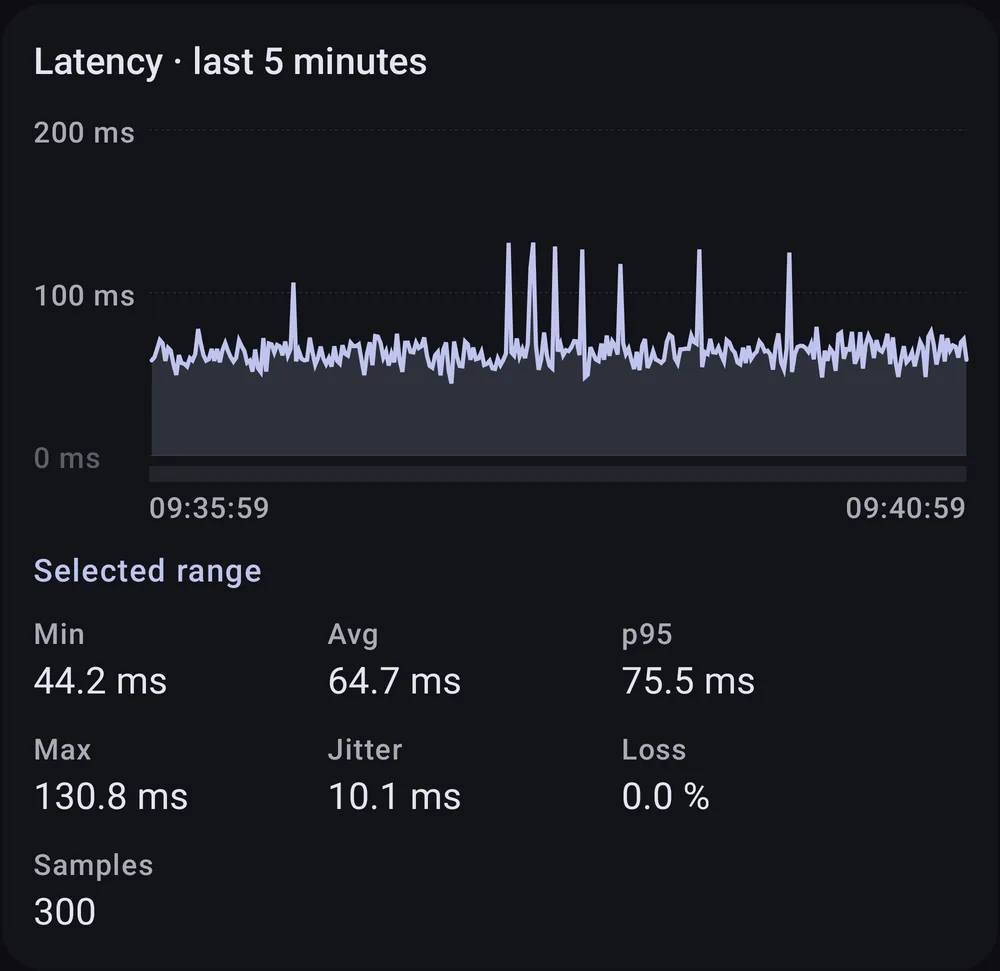 Latency · last 5 minutes
200 ms
100 ms
0 ms
09:35:59 09:40:59
Selected range
Min Avg p95
44.2 ms 64.7 ms 75.5 ms
Max Jitter Loss
130.8 ms 10.1 ms 0.0 %
Samples
300